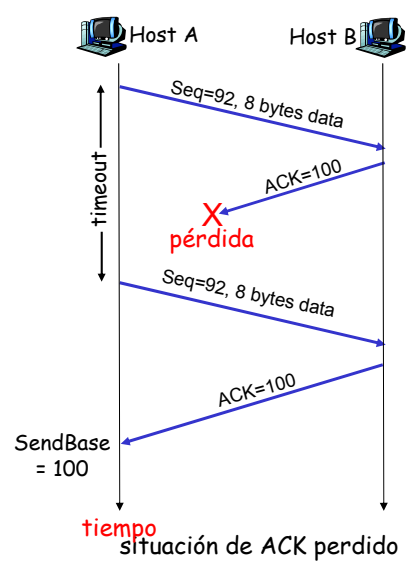 Host A
Host B
Seq=92, 8 bytes data
timeout
ACK=100
X
pérdida
Seq=92, 8 bytes data
ACK=100
SendBase
= 100
tiempo
situación de ACK perdido